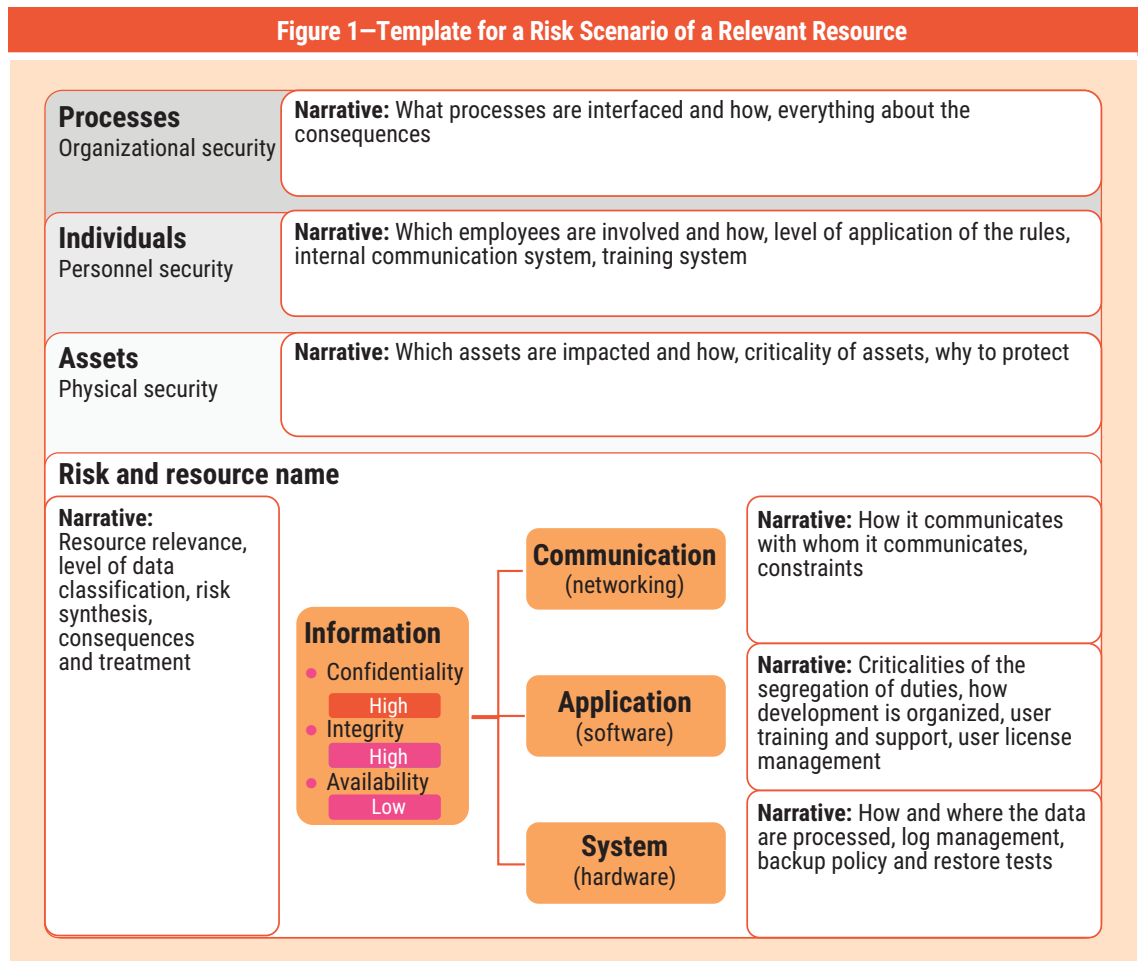 Figure 1—Template for a Risk Scenario of a Relevant Resource
Processes
Organizational security
Narrative: What processes are interfaced and how, everything about the
consequences
Individuals
Personnel security
Narrative: Which employees are involved and how, level of application of the rules,
internal communication system, training system
Assets
Physical security
Narrative: Which assets are impacted and how, criticality of assets, why to protect
Risk and resource name
Narrative:
Resource relevance,
level of data
classification, risk
synthesis,
consequences
and treatment
Information
• Confidentiality
High
• Integrity
High
• Availability
Low
Communication
(networking)
Narrative: How it communicates
with whom it communicates,
constraints
Application
(software)
Narrative: Criticalities of the
segregation of duties, how
development is organized, user
training and support, user license
management
System
(hardware)
Narrative: How and where the data
are processed, log management,
backup policy and restore tests